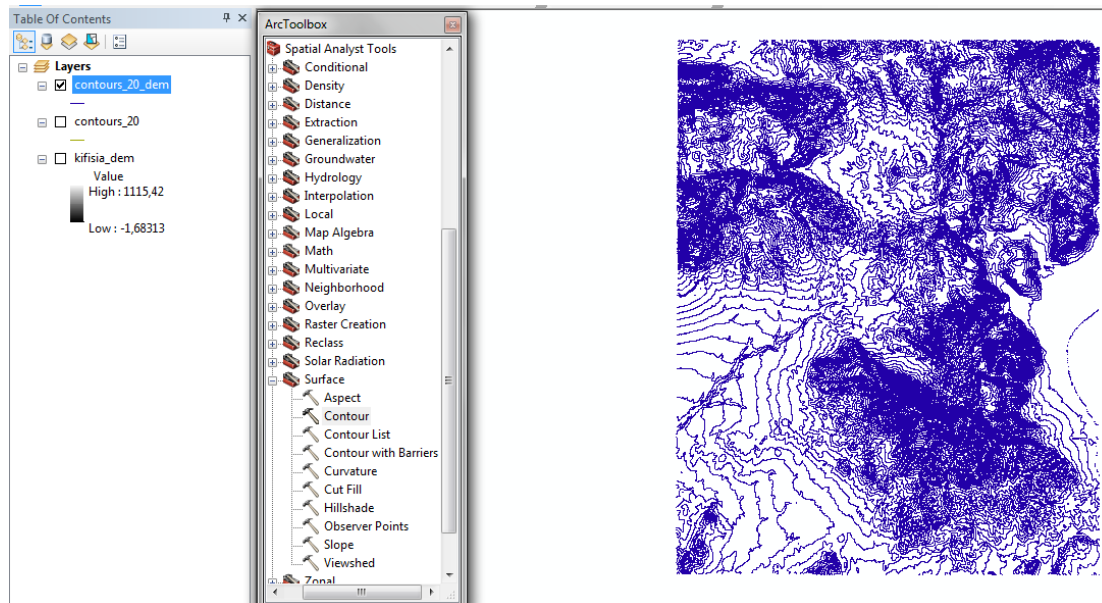 Table Of Contents
Layers
contours_20_dem
contours_20
kifisia_dem
Value
High : 1115,42
Low : -1,68313
ArcToolbox
Spatial Analyst Tools
Conditional
Density
Distance
Extraction
Generalization
Groundwater
Hydrology
Interpolation
Local
Map Algebra
Math
Multivariate
Neighborhood
Overlay
Raster Creation
Reclass
Solar Radiation
Surface
Aspect
Contour
Contour List
Contour with Barriers
Curvature
Cut Fill
Hillshade
Observer Points
Slope
Viewshed
Zonal